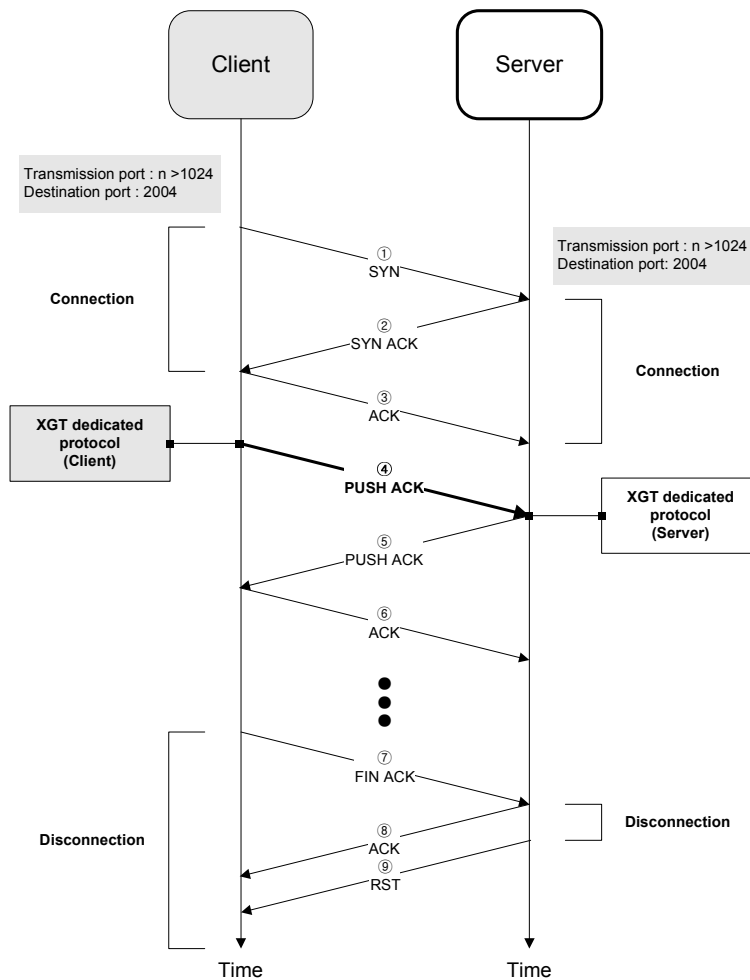 Client
Server
Transmission port : n >1024
Destination port : 2004
Transmission port : n >1024
Destination port: 2004
①
SYN
Connection
②
SYN ACK
Connection
③
ACK
XGT dedicated
protocol
(Client)
④
PUSH ACK
XGT dedicated
protocol
(Server)
⑤
PUSH ACK
⑥
ACK
⑦
FIN ACK
Disconnection
Disconnection
⑧
ACK
⑨
RST
Time
Time